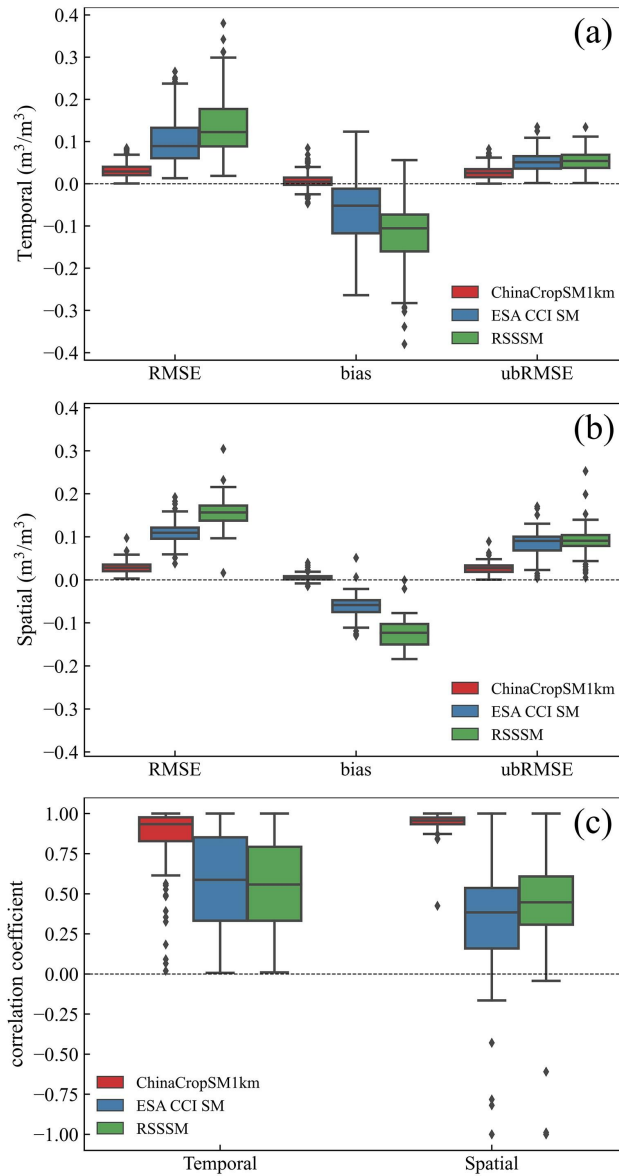 (a)
Temporal (m³/m³)
0.4
0.3
0.2
0.1
0.0
−0.1
−0.2
−0.3
−0.4
ChinaCropSM1km
ESA CCI SM
RSSSM
RMSE bias ubRMSE
(b)
Spatial (m³/m³)
0.4
0.3
0.2
0.1
0.0
−0.1
−0.2
−0.3
−0.4
ChinaCropSM1km
ESA CCI SM
RSSSM
RMSE bias ubRMSE
(c)
correlation coefficient
1.00
0.75
0.50
0.25
0.00
−0.25
−0.50
−0.75
−1.00
ChinaCropSM1km
ESA CCI SM
RSSSM
Temporal Spatial